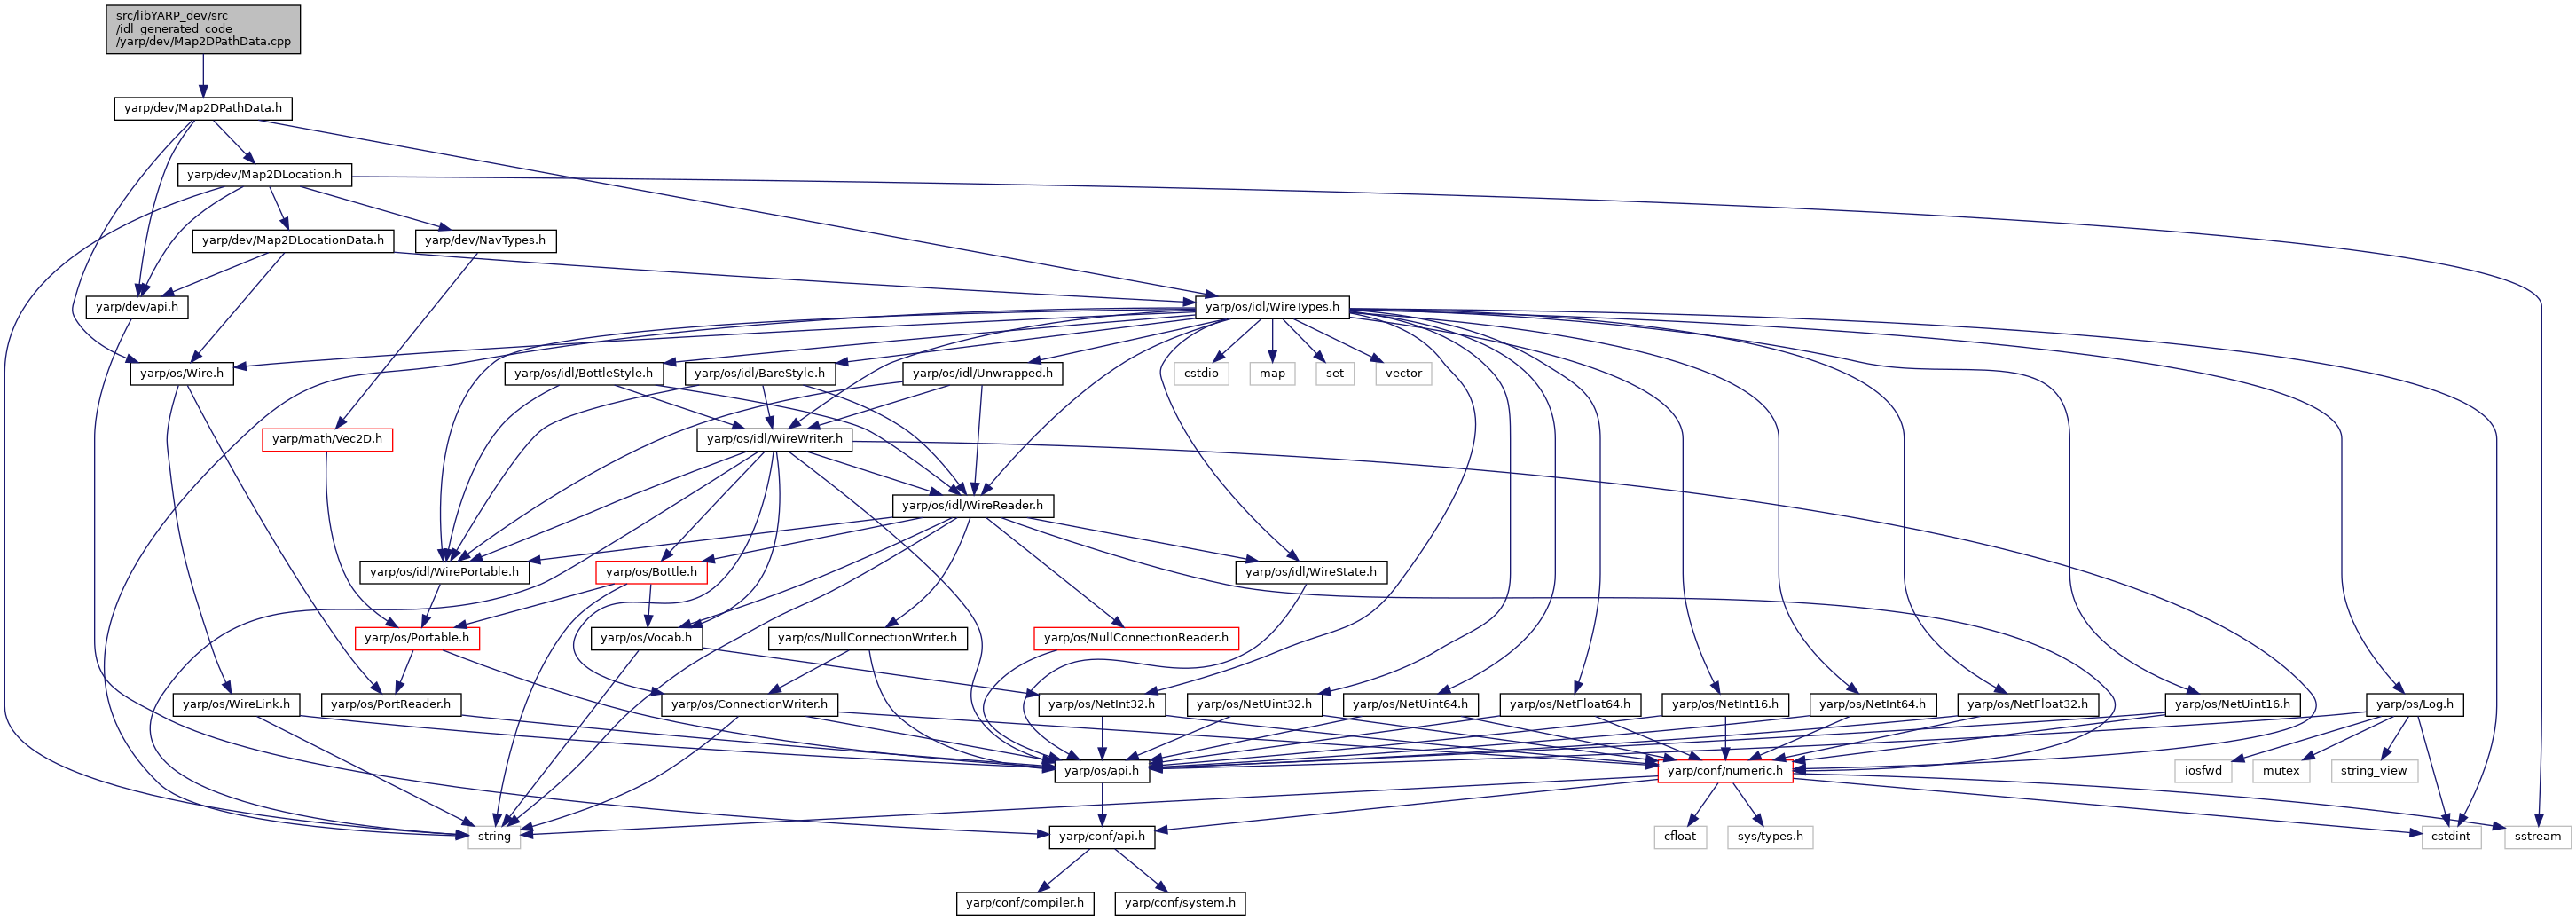 src/libYARP_dev/src
/idl_generated_code
/yarp/dev/Map2DPathData.cpp
yarp/dev/Map2DPathData.h
yarp/dev/Map2DLocation.h
yarp/dev/Map2DLocationData.h
yarp/dev/NavTypes.h
yarp/dev/api.h
yarp/os/idl/WireTypes.h
yarp/os/Wire.h
yarp/os/idl/BottleStyle.h
yarp/os/idl/BareStyle.h
yarp/os/idl/Unwrapped.h
cstdio
map
set
vector
yarp/math/Vec2D.h
yarp/os/idl/WireWriter.h
yarp/os/idl/WireReader.h
yarp/os/idl/WirePortable.h
yarp/os/Bottle.h
yarp/os/idl/WireState.h
yarp/os/Portable.h
yarp/os/Vocab.h
yarp/os/NullConnectionWriter.h
yarp/os/NullConnectionReader.h
yarp/os/WireLink.h
yarp/os/PortReader.h
yarp/os/ConnectionWriter.h
yarp/os/NetInt32.h
yarp/os/NetUint32.h
yarp/os/NetUint64.h
yarp/os/NetFloat64.h
yarp/os/NetInt16.h
yarp/os/NetInt64.h
yarp/os/NetFloat32.h
yarp/os/NetUint16.h
yarp/os/Log.h
yarp/os/api.h
yarp/conf/numeric.h
iosfwd
mutex
string_view
string
yarp/conf/api.h
cfloat
sys/types.h
cstdint
sstream
yarp/conf/compiler.h
yarp/conf/system.h